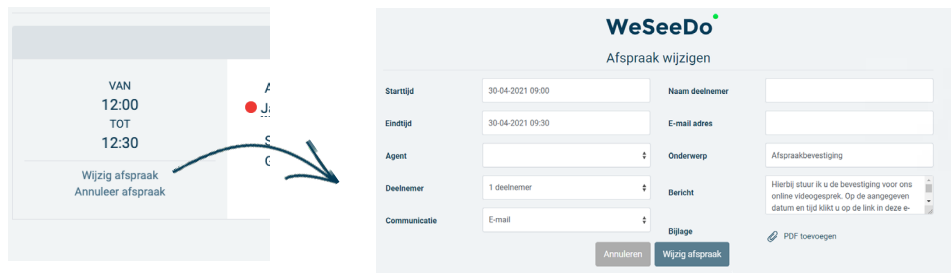 VAN
12:00
TOT
12:30
Wijzig afspraak
Annuleer afspraak
WeSeeDo
Afspraak wijzigen
Starttijd 30-04-2021 09:00
Eindtijd 30-04-2021 09:30
Agent
Deelnemer 1 deelnemer
Communicatie E-mail
Naam deelnemer
E-mail adres
Onderwerp Afspraakbevestiging
Bericht Hierbij stuur ik u de bevestiging voor ons
online videogesprek. Op de aangegeven
datum en tijd klikt u op de link in deze e-
Bijlage PDF toevoegen
Annuleren Wijzig afspraak